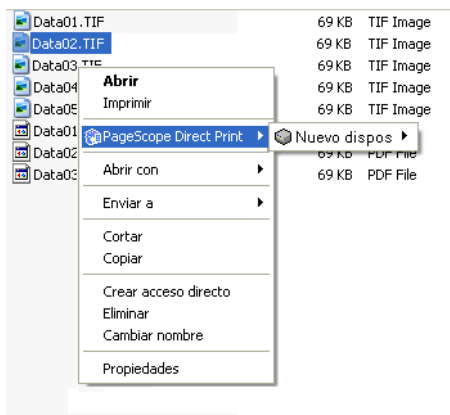 Data01.TIF 69 KB TIF Image
Data02.TIF 69 KB TIF Image
Data03.TIF 69 KB TIF Image
Data04 69 KB TIF Image
Data05 69 KB TIF Image
Data01
Data02 69 KB PDF File
Data03 69 KB PDF File
Abrir
Imprimir
PageScope Direct Print
Nuevo dispos
Abrir con
Enviar a
Cortar
Copiar
Crear acceso directo
Eliminar
Cambiar nombre
Propiedades